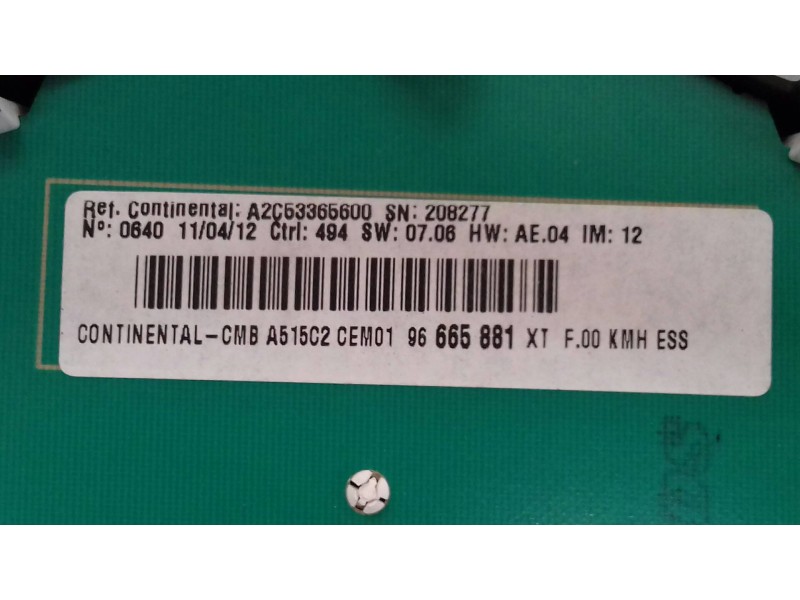 Ref. Continental: A2C53365600 SN: 208277
Nº: 0640 11/04/12 Ctrl: 494 SW: 07.06 HW: AE.04 IM: 12
CONTINENTAL-CMB A515C2 CEM01 96 665 881 XT F.00 KMH ESS